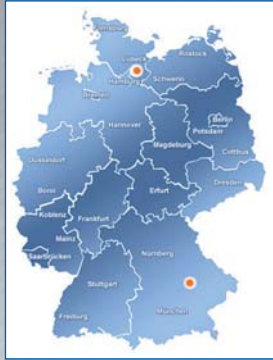 Flensburg
Lübeck
Rostock
Hamburg
Schwerin
Bremen
Berlin
Hannover
Potsdam
Magdeburg
Cottbus
Düsseldorf
Dresden
Bonn
Erfurt
Koblenz
Frankfurt
Mainz
Saarbrücken
Nürnberg
Stuttgart
München
Freiburg